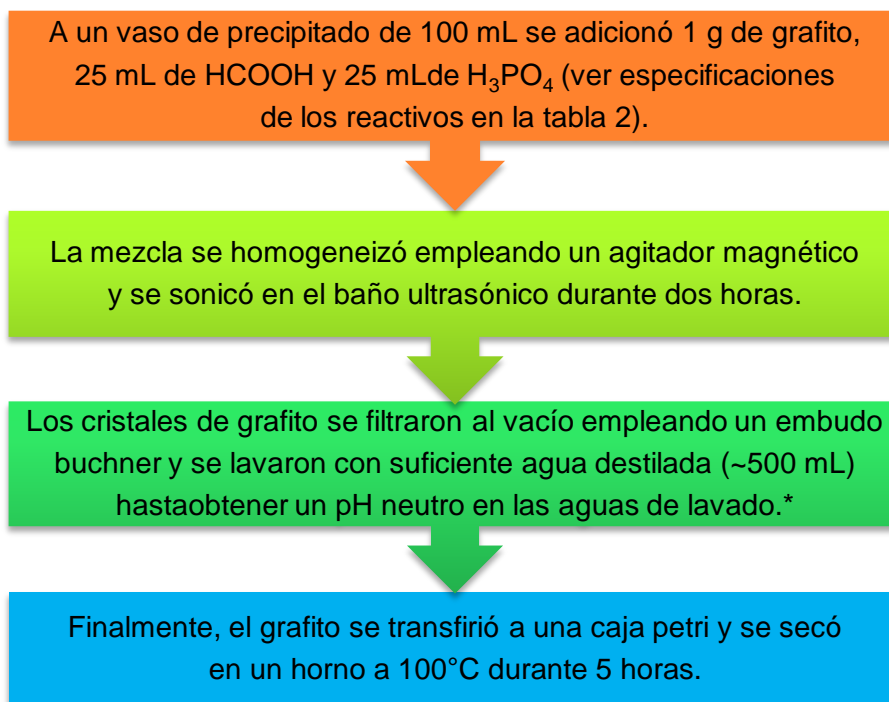 A un vaso de precipitado de 100 mL se adicionó 1 g de grafito,
25 mL de HCOOH y 25 mLde H₃PO₄ (ver especificaciones
de los reactivos en la tabla 2).
La mezcla se homogeneizó empleando un agitador magnético
y se sonicó en el baño ultrasónico durante dos horas.
Los cristales de grafito se filtraron al vacío empleando un embudo
buchner y se lavaron con suficiente agua destilada (~500 mL)
hastaobtener un pH neutro en las aguas de lavado.*
Finalmente, el grafito se transfirió a una caja petri y se secó
en un horno a 100°C durante 5 horas.